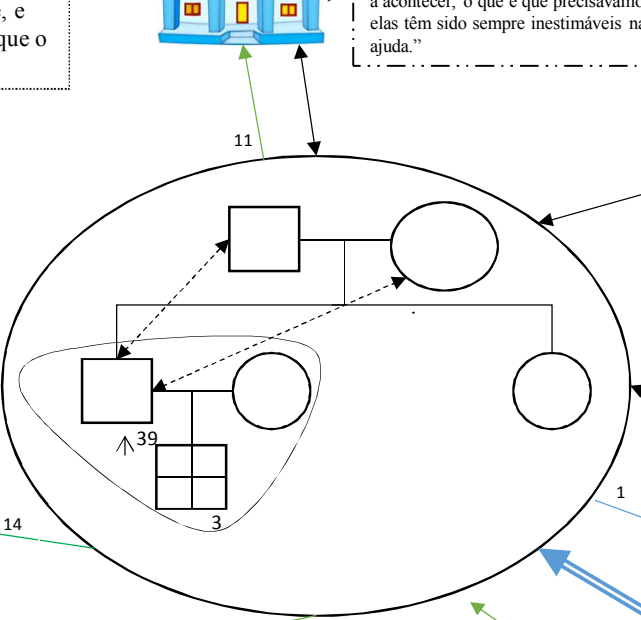 , e
que o
a acontecer, o que é que precisávamo
elas têm sido sempre inestimáveis na
ajuda.”
11
39
3
14
1